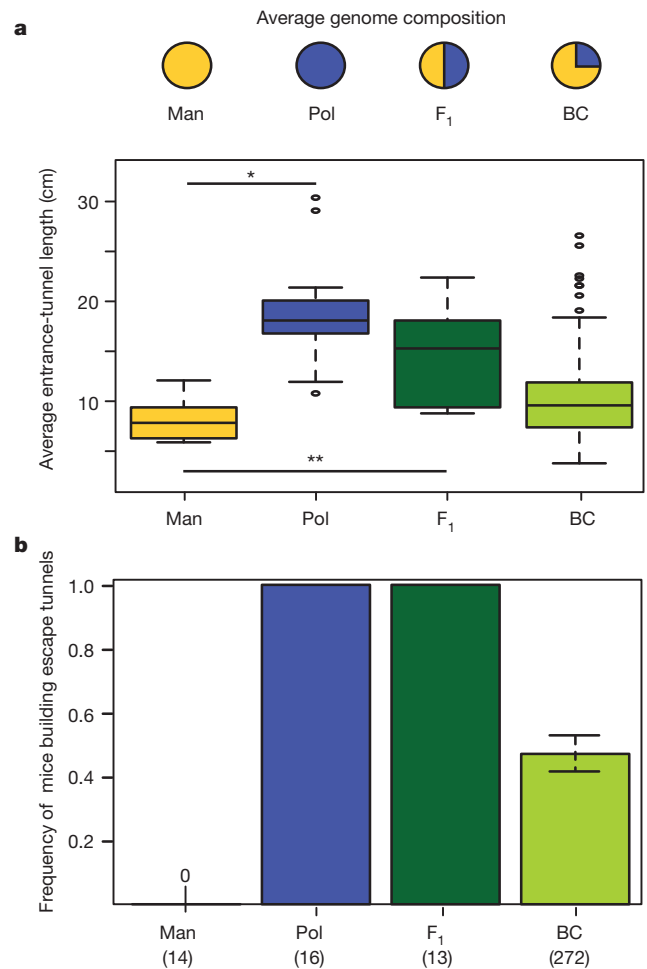 a
Average genome composition
Man Pol F1 BC
Average entrance-tunnel length (cm)
30
20
10
*
**
Man Pol F1 BC
b
Frequency of mice building escape tunnels
1.0
0.8
0.6
0.4
0.2
0
Man Pol F1 BC
(14) (16) (13) (272)